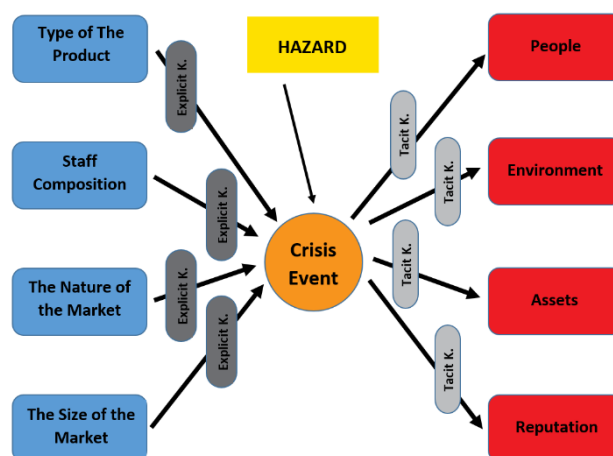 Type of The
Product
Explicit K.
HAZARD
People
Tacit K.
Staff
Composition
Explicit K.
Tacit K.
Environment
Crisis
Event
The Nature of
the Market
Explicit K.
Tacit K.
Assets
The Size of the
Market
Explicit K.
Tacit K.
Reputation